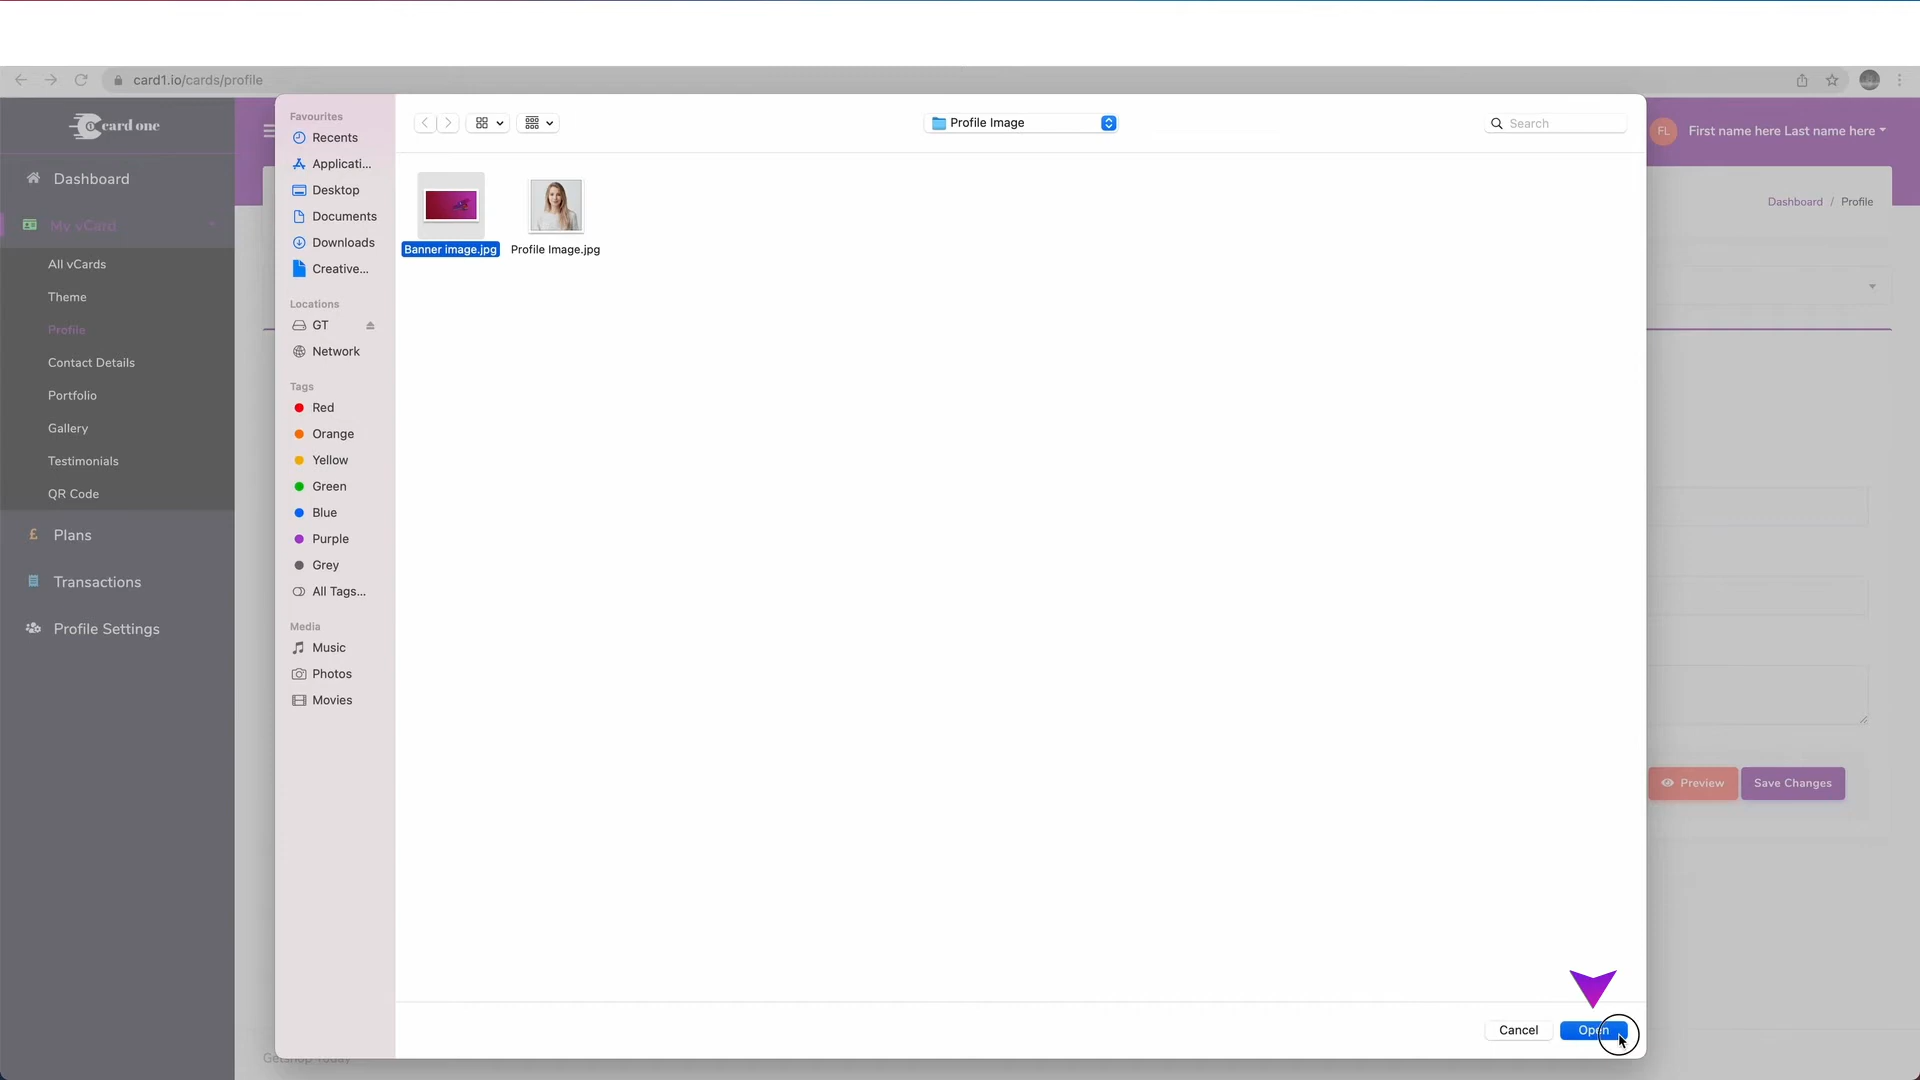 card1.io/cards/profile
card one
Dashboard
My vCard
All vCards
Theme
Profile
Contact Details
Portfolio
Gallery
Testimonials
QR Code
£ Plans
Transactions
Profile Settings
Favourites
Recents
Applicati...
Desktop
Documents
Downloads
Creative...
Locations
GT
Network
Tags
Red
Orange
Yellow
Green
Blue
Purple
Grey
All Tags...
Media
Music
Photos
Movies
Profile Image
Search
Banner image.jpg
Profile Image.jpg
Cancel
Open
FL
First name here Last name here
Dashboard / Profile
Preview
Save Changes
Getshop Today